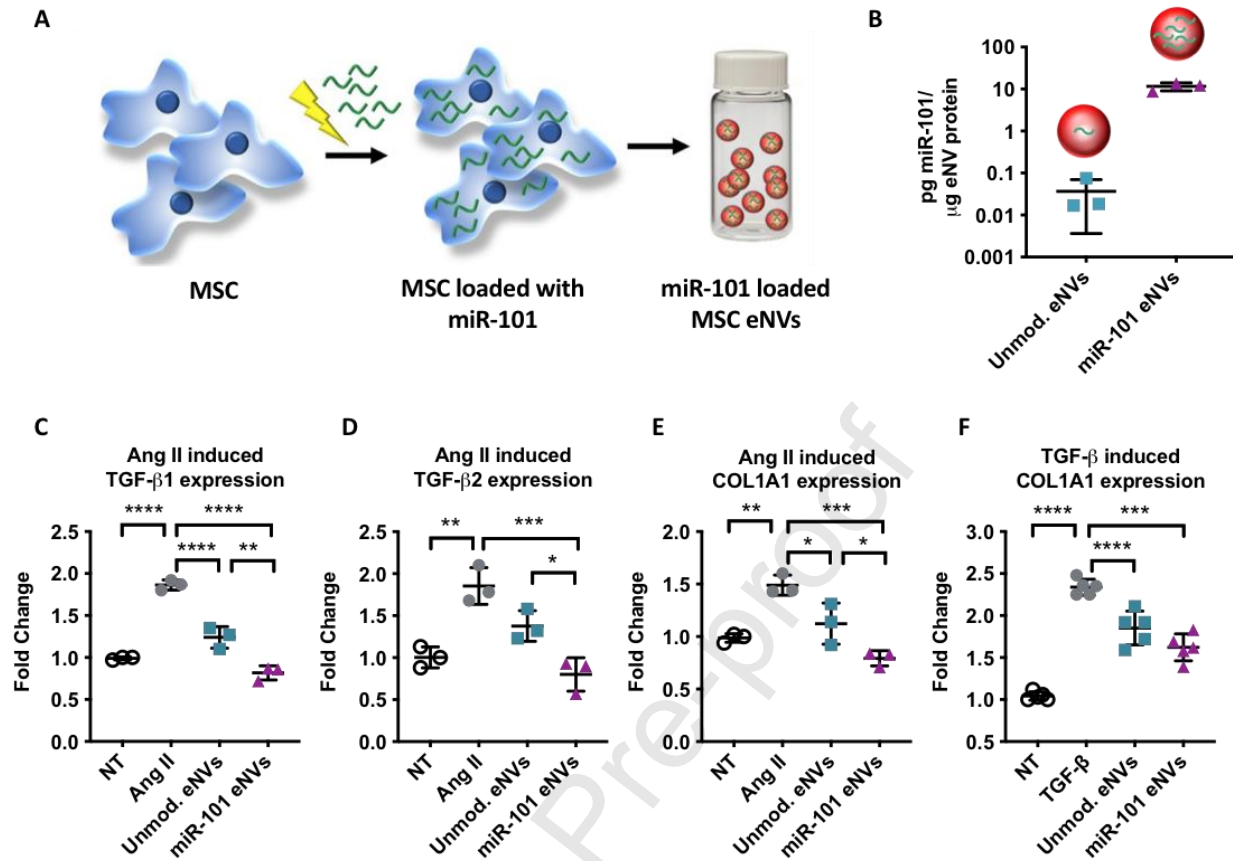 A
MSC
MSC loaded with
miR-101
miR-101 loaded
MSC eNVs
B
pg miR-101/
μg eNV protein
100
10
1
0.1
0.01
0.001
Unmod. eNVs
miR-101 eNVs
C
Ang II induced
TGF-β1 expression
**** ****
**** **
Fold Change
2.5
2.0
1.5
1.0
0.5
0.0
NT
Ang II
Unmod. eNVs
miR-101 eNVs
D
Ang II induced
TGF-β2 expression
** ***
*
Fold Change
2.5
2.0
1.5
1.0
0.5
0.0
NT
Ang II
Unmod. eNVs
miR-101 eNVs
E
Ang II induced
COL1A1 expression
** ***
* *
Fold Change
2.0
1.5
1.0
0.5
0.0
NT
Ang II
Unmod. eNVs
miR-101 eNVs
F
TGF-β induced
COL1A1 expression
**** ***
****
Fold Change
3.0
2.5
2.0
1.5
1.0
0.5
NT
TGF-β
Unmod. eNVs
miR-101 eNVs
Pre-proof